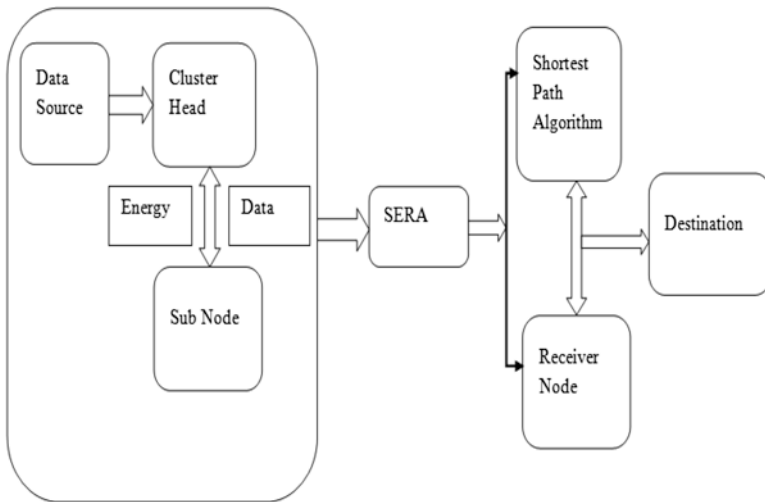 Data
Source
Cluster
Head
Energy
Data
Sub Node
SERA
Shortest
Path
Algorithm
Receiver
Node
Destination